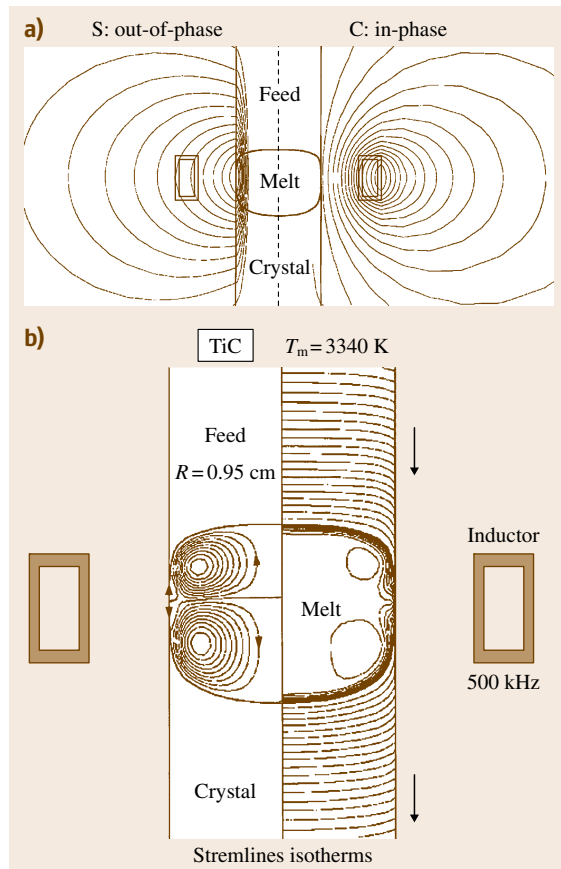 a)
S: out-of-phase
C: in-phase
Feed
Melt
Crystal
b)
TiC
Tm = 3340 K
Feed
R = 0.95 cm
Inductor
Melt
500 kHz
Crystal
Stremlines isotherms